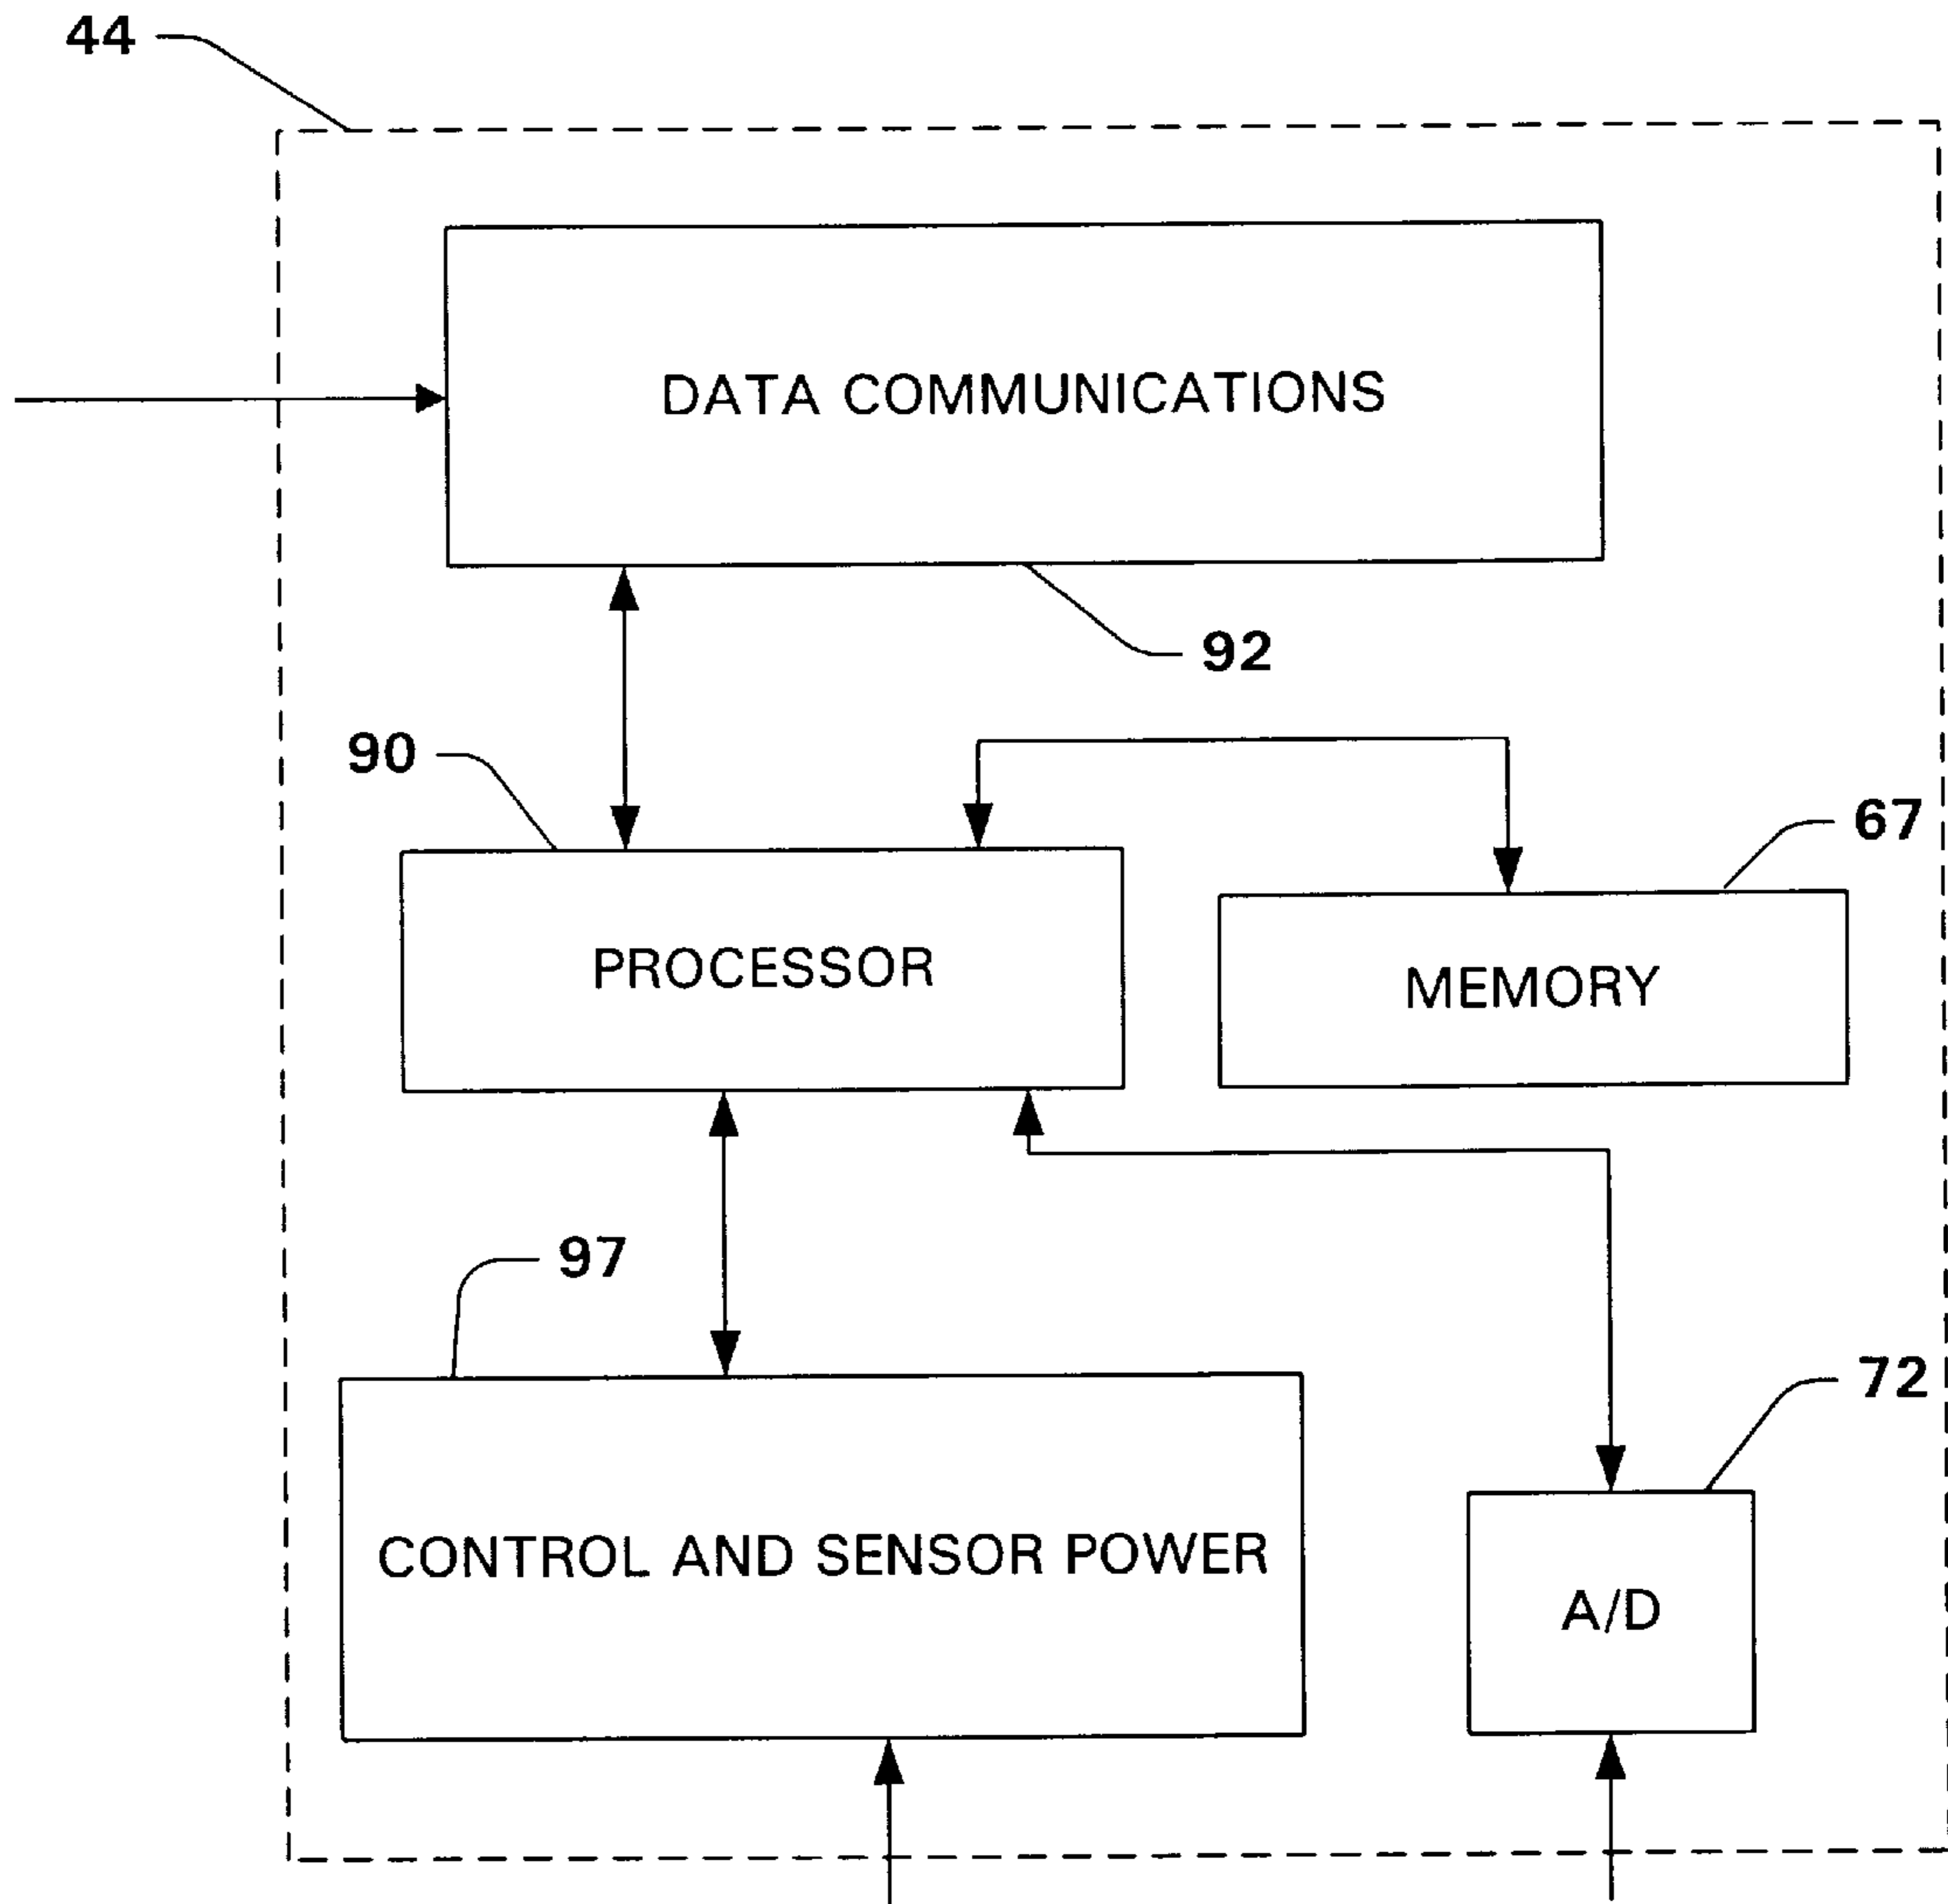 44
DATA COMMUNICATIONS
92
90
67
PROCESSOR
MEMORY
97
72
CONTROL AND SENSOR POWER
A/D